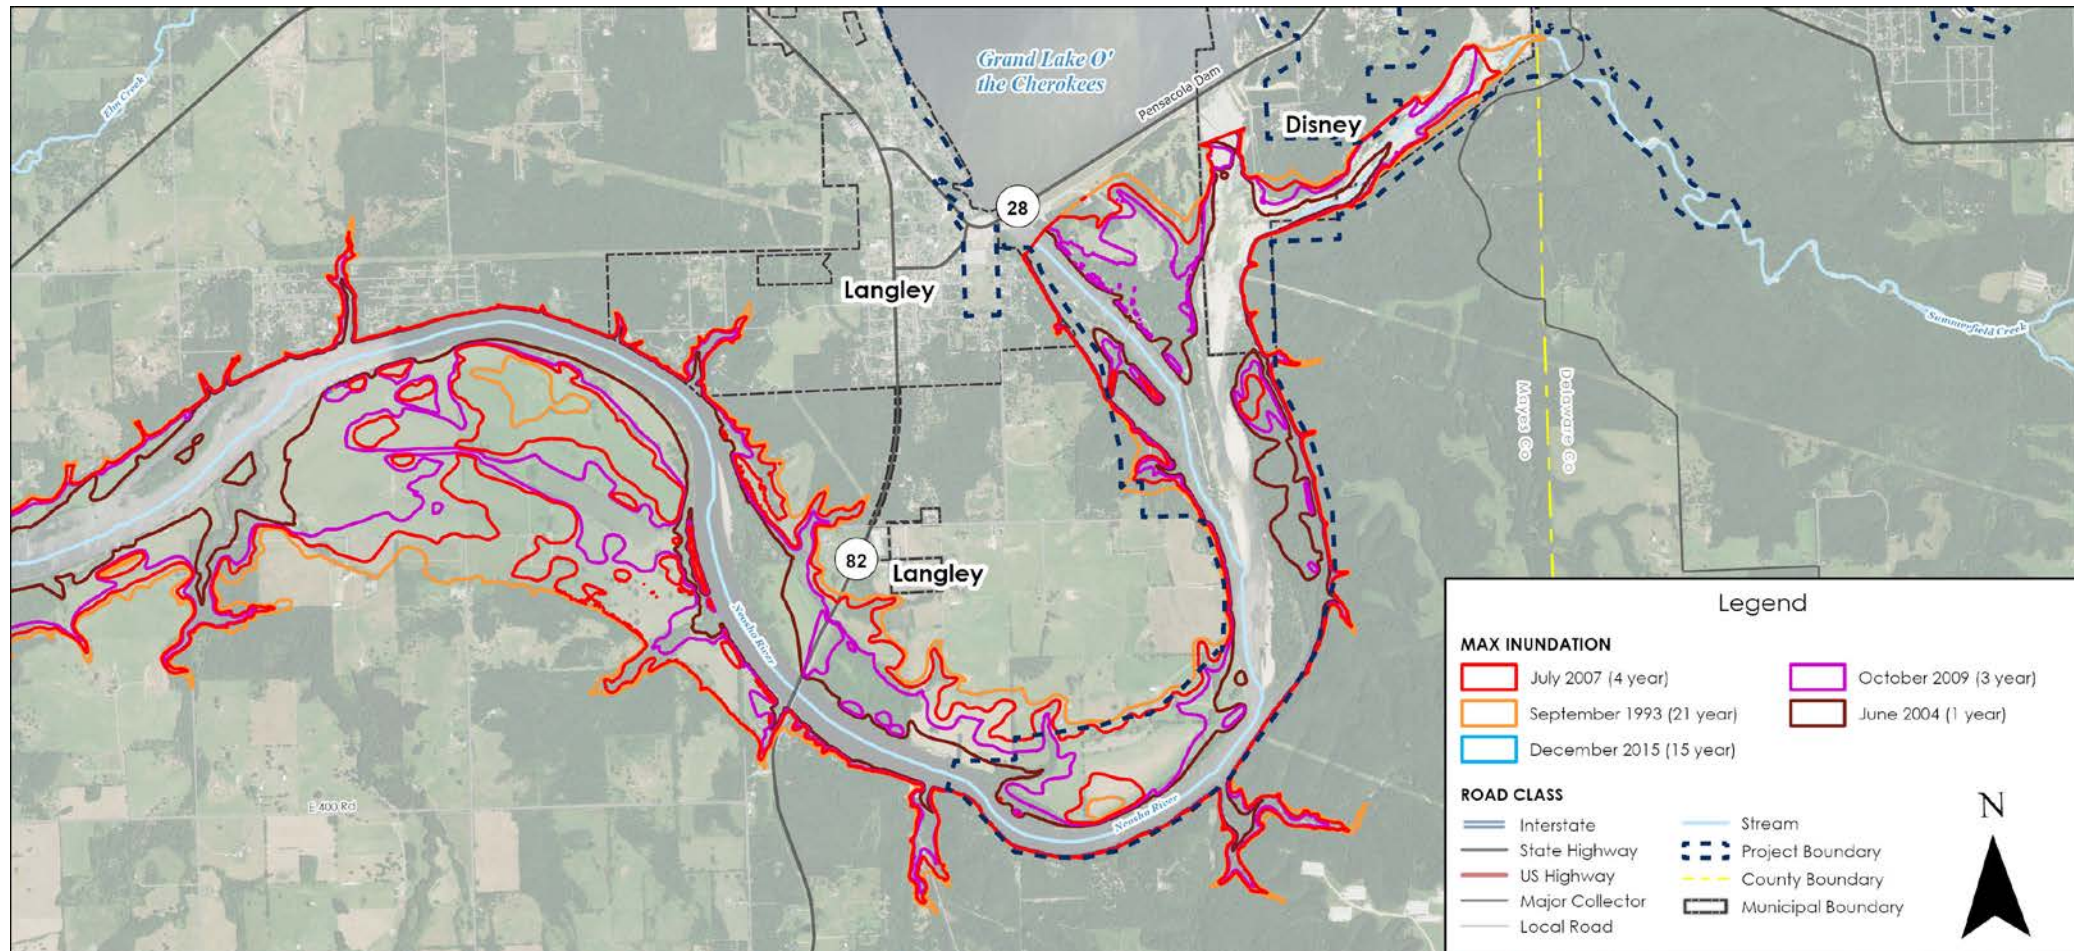 Elm Creek
Grand Lake O'
the Cherokees
Pensacola Dam
Disney
28
Langley
Summerfield Creek
Delaware Co
Mayes Co
82
Langley
Neosho River
Neosho River
E 400 Rd
Legend
MAX INUNDATION
July 2007 (4 year)
October 2009 (3 year)
September 1993 (21 year)
June 2004 (1 year)
December 2015 (15 year)
ROAD CLASS
Interstate
Stream
State Highway
Project Boundary
US Highway
County Boundary
Major Collector
Municipal Boundary
Local Road
N